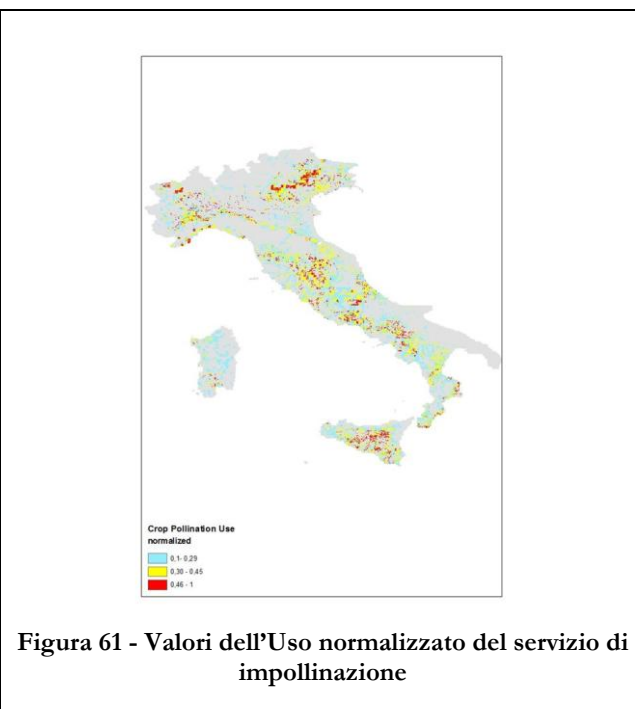 Crop Pollination Use
normalized
0,1- 0,29
0,30 - 0,45
0,46 - 1
Figura 61 - Valori dell’Uso normalizzato del servizio di
impollinazione